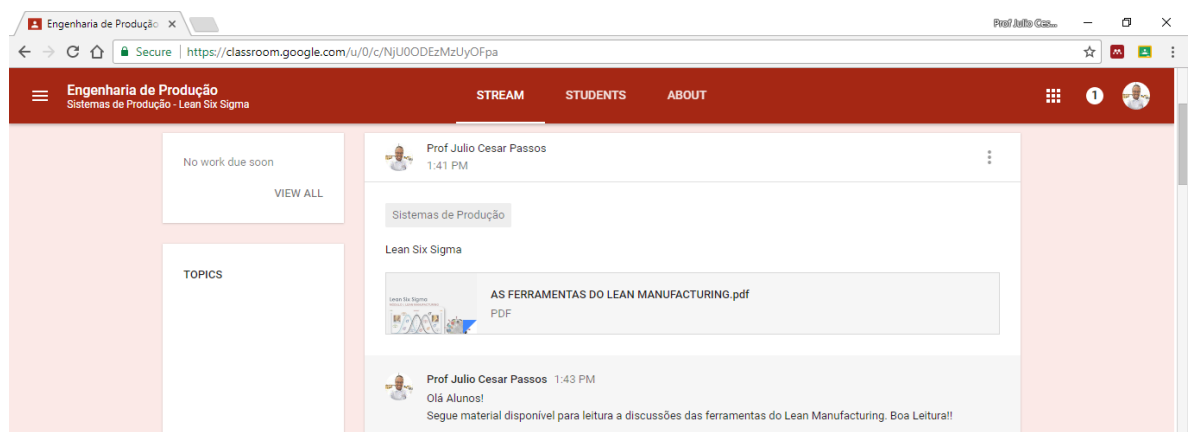 Engenharia de Produção
Prof Julio Ces...
Secure | https://classroom.google.com/u/0/c/NjU0ODEzMzUyOFpa
Engenharia de Produção
Sistemas de Produção - Lean Six Sigma
STREAM STUDENTS ABOUT
1
No work due soon
VIEW ALL
TOPICS
Prof Julio Cesar Passos
1:41 PM
Sistemas de Produção
Lean Six Sigma
Lean Six Sigma
AS FERRAMENTAS DO LEAN MANUFACTURING.pdf
PDF
Prof Julio Cesar Passos 1:43 PM
Olá Alunos!
Segue material disponível para leitura a discussões das ferramentas do Lean Manufacturing. Boa Leitura!!